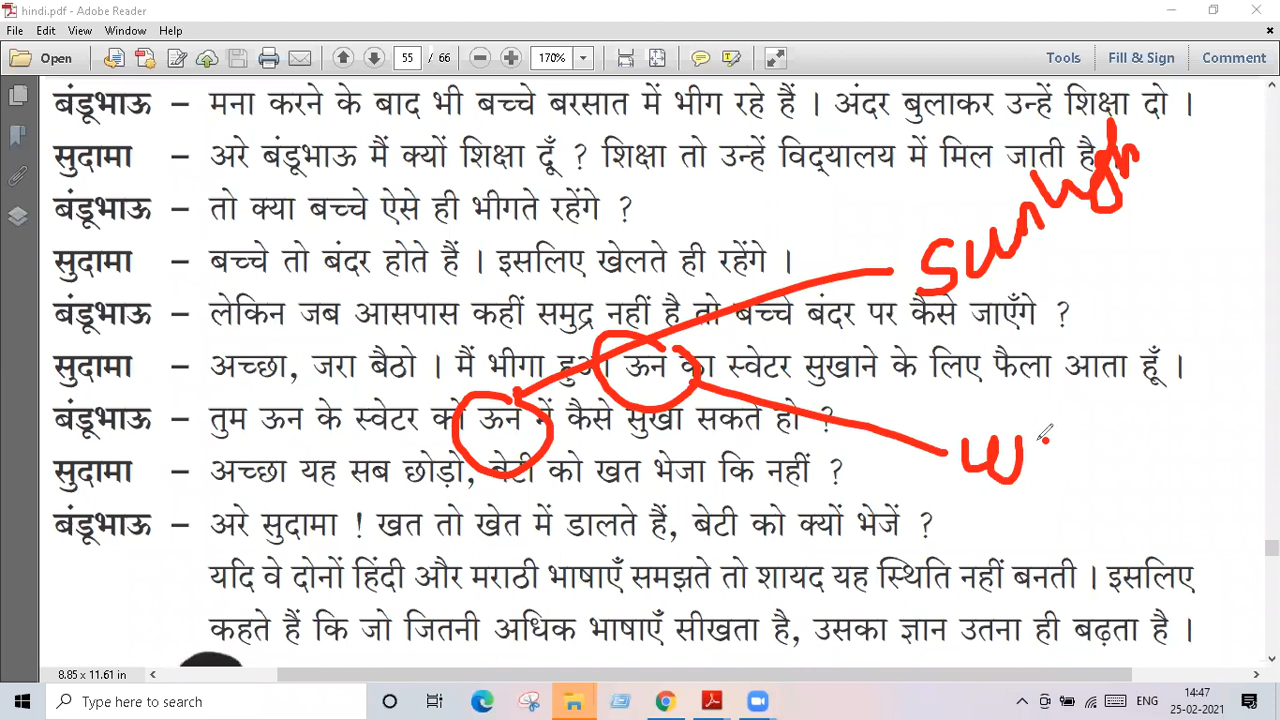 hindi.pdf - Adobe Reader
File Edit View Window Help
Open 55 / 66 170% Tools Fill & Sign Comment
बंडूभाऊ – मना करने के बाद भी बच्चे बरसात में भीग रहे हैं । अंदर बुलाकर उन्हें शिक्षा दो ।
सुदामा – अरे बंडूभाऊ मैं क्यों शिक्षा दूँ ? शिक्षा तो उन्हें विद्यालय में मिल जाती है
बंडूभाऊ – तो क्या बच्चे ऐसे ही भीगते रहेंगे ?
सुदामा – बच्चे तो बंदर होते हैं । इसलिए खेलते ही रहेंगे ।
बंडूभाऊ – लेकिन जब आसपास कहीं समुद्र नहीं है तो बच्चे बंदर पर कैसे जाएँगे ?
सुदामा – अच्छा, जरा बैठो । मैं भीगा हुआ ऊन का स्वेटर सुखाने के लिए फैला आता हूँ ।
बंडूभाऊ – तुम ऊन के स्वेटर को ऊन में कैसे सुखा सकते हो ?
सुदामा – अच्छा यह सब छोड़ो, बेटी को खत भेजा कि नहीं ?
बंडूभाऊ – अरे सुदामा ! खत तो खेत में डालते हैं, बेटी को क्यों भेजें ?
यदि वे दोनों हिंदी और मराठी भाषाएँ समझते तो शायद यह स्थिति नहीं बनती । इसलिए
कहते हैं कि जो जितनी अधिक भाषाएँ सीखता है, उसका ज्ञान उतना ही बढ़ता है ।
w
8.85 x 11.61 in
Type here to search ENG 14:47
25-02-2021